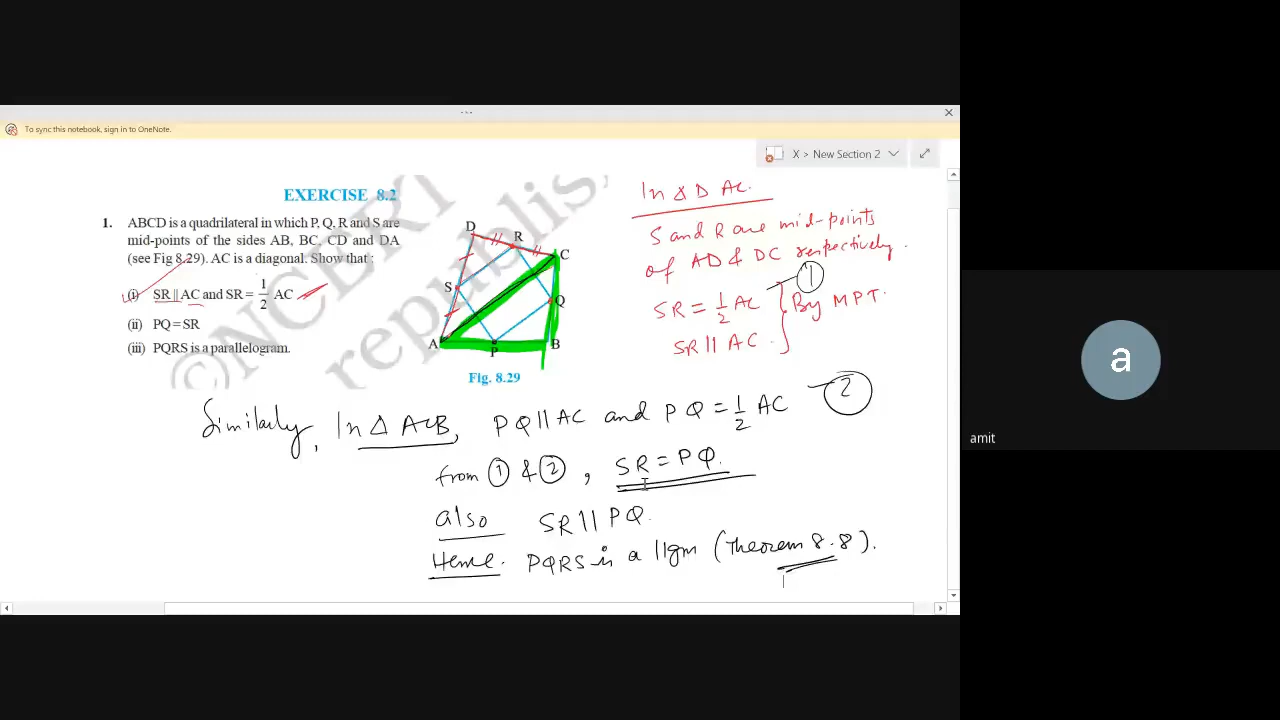 To sync this notebook, sign in to OneNote.
X > New Section 2
EXERCISE 8.2
1. ABCD is a quadrilateral in which P, Q, R and S are
mid-points of the sides AB, BC, CD and DA
(see Fig 8.29). AC is a diagonal. Show that :
(i) SR || AC and SR = 1/2 AC
(ii) PQ = SR
(iii) PQRS is a parallelogram.
©NCERT
republis
D
R
C
S
Q
A
P
B
Fig. 8.29
In Δ D AC.
S and R are mid-points
of AD & DC respectively.
SR = 1/2 AC ①
SR || AC.
By MPT.
Similarly, In Δ ACB, PQ || AC and PQ = 1/2 AC ②
from ① & ②, SR = PQ.
also SR || PQ.
Hence. PQRS is a ||gm (Theorem 8.8).
a
amit